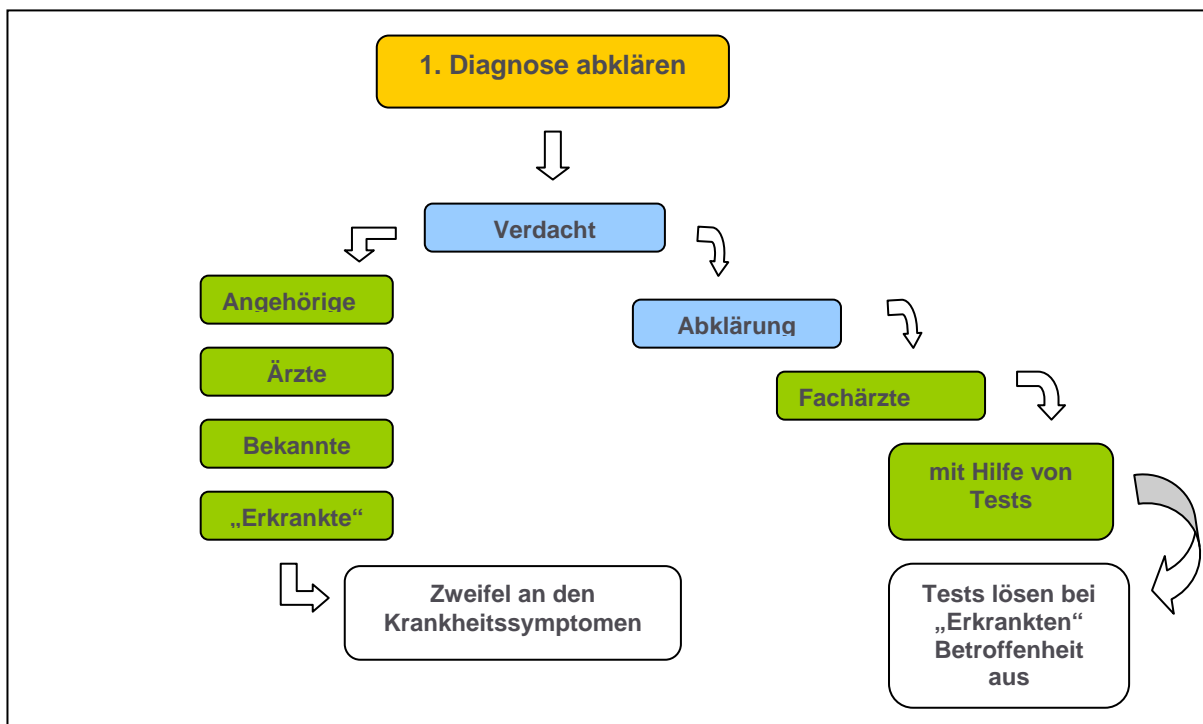 1. Diagnose abklären
Verdacht
Angehörige
Ärzte
Bekannte
„Erkrankte“
Zweifel an den
Krankheitssymptomen
Abklärung
Fachärzte
mit Hilfe von
Tests
Tests lösen bei
„Erkrankten“
Betroffenheit
aus